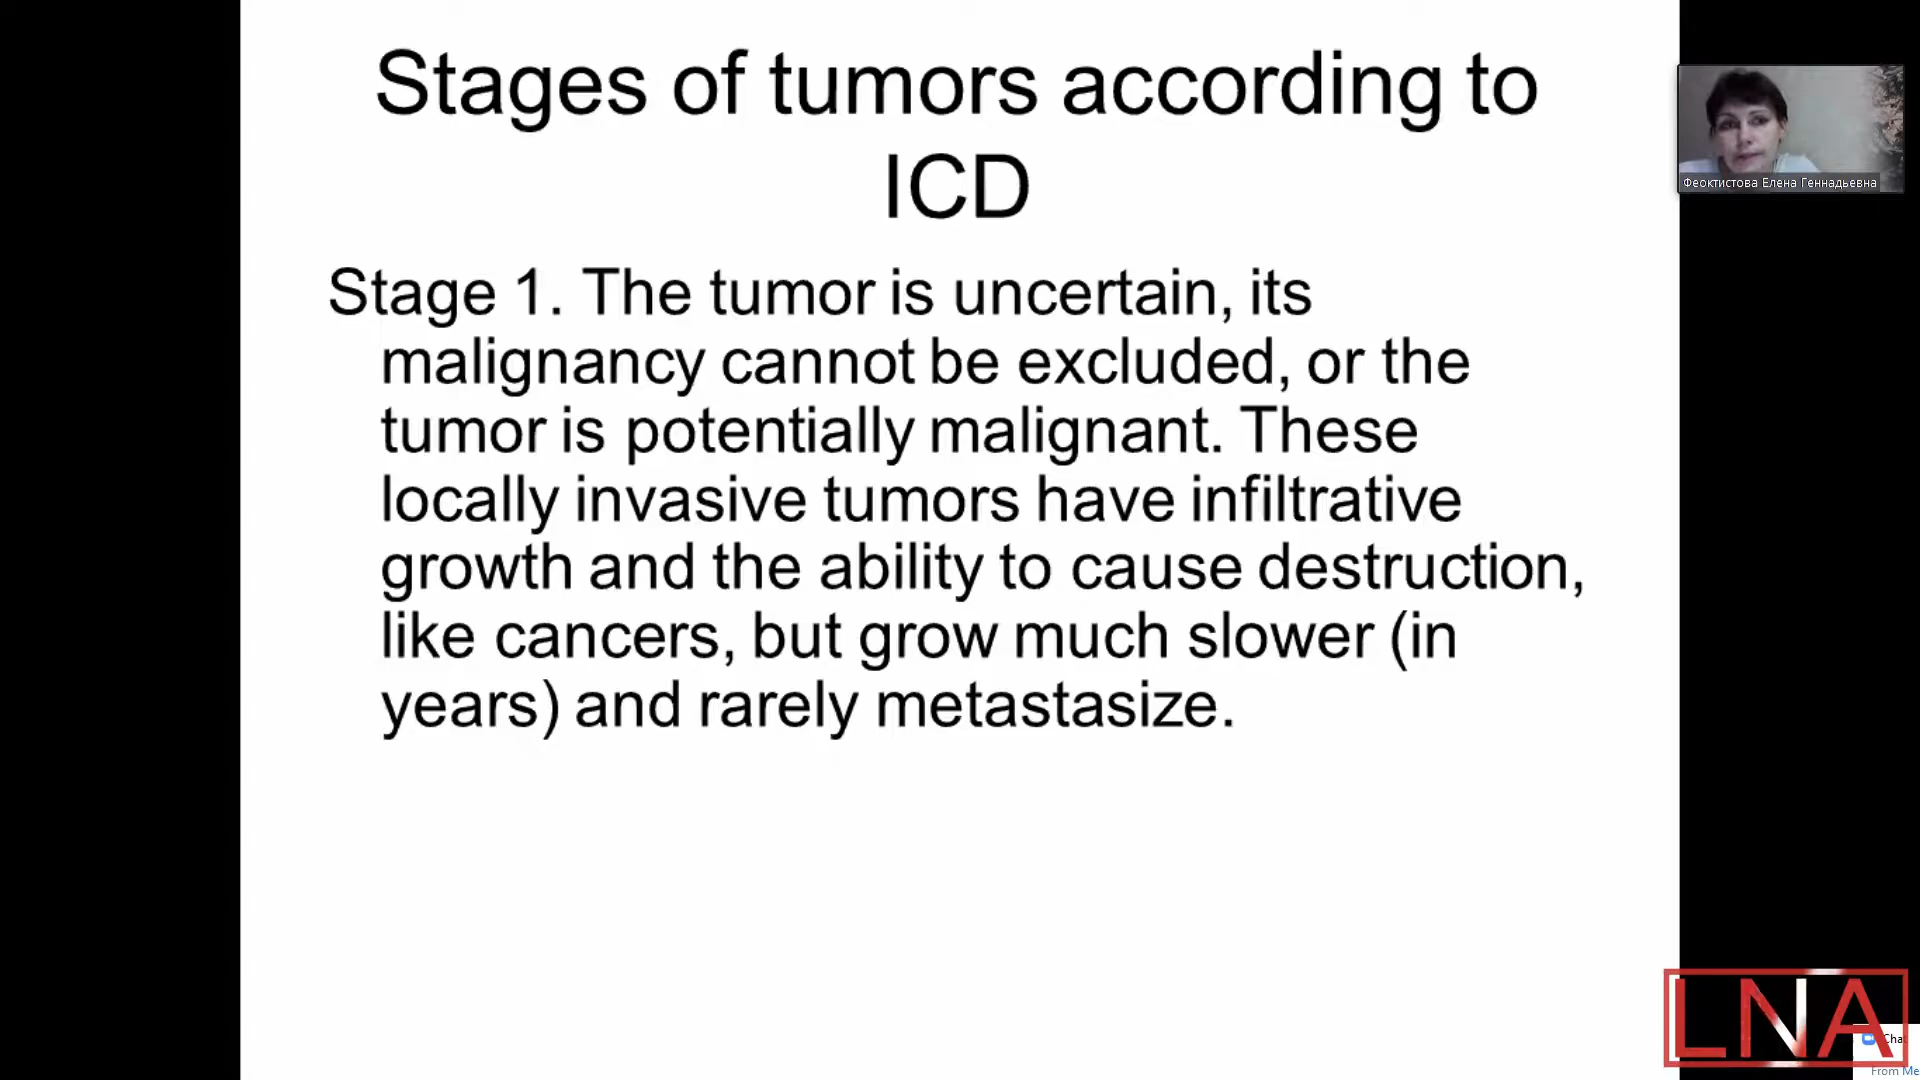 Stages of tumors according to
ICD
Stage 1. The tumor is uncertain, its
malignancy cannot be excluded, or the
tumor is potentially malignant. These
locally invasive tumors have infiltrative
growth and the ability to cause destruction,
like cancers, but grow much slower (in
years) and rarely metastasize.
Феоктистова Елена Геннадьевна
LNA
Chat
From Me